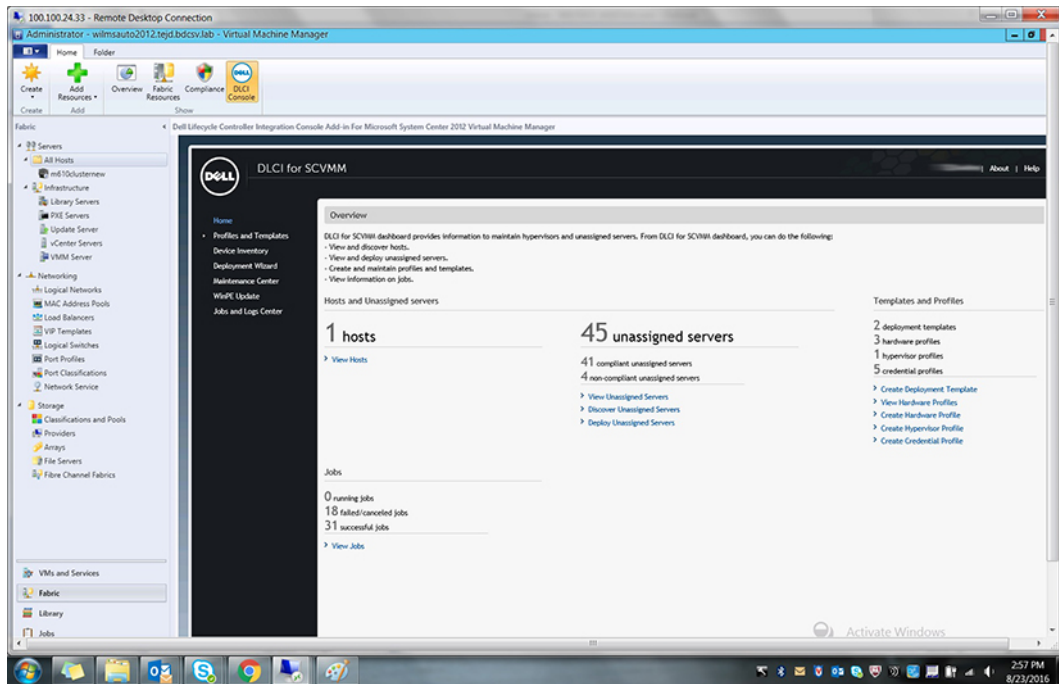 100.100.24.33 - Remote Desktop Connection
Administrator - wilmsauto2012.tejd.bdcsv.lab - Virtual Machine Manager
Home Folder
Create
Add Resources
Overview
Fabric Resources
Compliance
DLCI Console
Create Add Show
Fabric
Dell Lifecycle Controller Integration Console Add-in For Microsoft System Center 2012 Virtual Machine Manager
Servers
All Hosts
m610clusternew
Infrastructure
Library Servers
PXE Servers
Update Server
vCenter Servers
VMM Server
Networking
Logical Networks
MAC Address Pools
Load Balancers
VIP Templates
Logical Switches
Port Profiles
Port Classifications
Network Service
Storage
Classifications and Pools
Providers
Arrays
File Servers
Fibre Channel Fabrics
VMs and Services
Fabric
Library
Jobs
DELL
DLCI for SCVMM
| About | Help
Home
Profiles and Templates
Device Inventory
Deployment Wizard
Maintenance Center
WinPE Update
Jobs and Logs Center
Overview
DLCI for SCVMM dashboard provides information to maintain hypervisors and unassigned servers. From DLCI for SCVMM dashboard, you can do the following:
- View and discover hosts.
- View and deploy unassigned servers.
- Create and maintain profiles and templates.
- View information on jobs.
Hosts and Unassigned servers
1 hosts
View Hosts
45 unassigned servers
41 compliant unassigned servers
4 non-compliant unassigned servers
View Unassigned Servers
Discover Unassigned Servers
Deploy Unassigned Servers
Templates and Profiles
2 deployment templates
3 hardware profiles
1 hypervisor profiles
5 credential profiles
Create Deployment Template
View Hardware Profiles
Create Hardware Profile
Create Hypervisor Profile
Create Credential Profile
Jobs
0 running jobs
18 failed/canceled jobs
31 successful jobs
View Jobs
Activate Windows
2:57 PM
8/23/2016